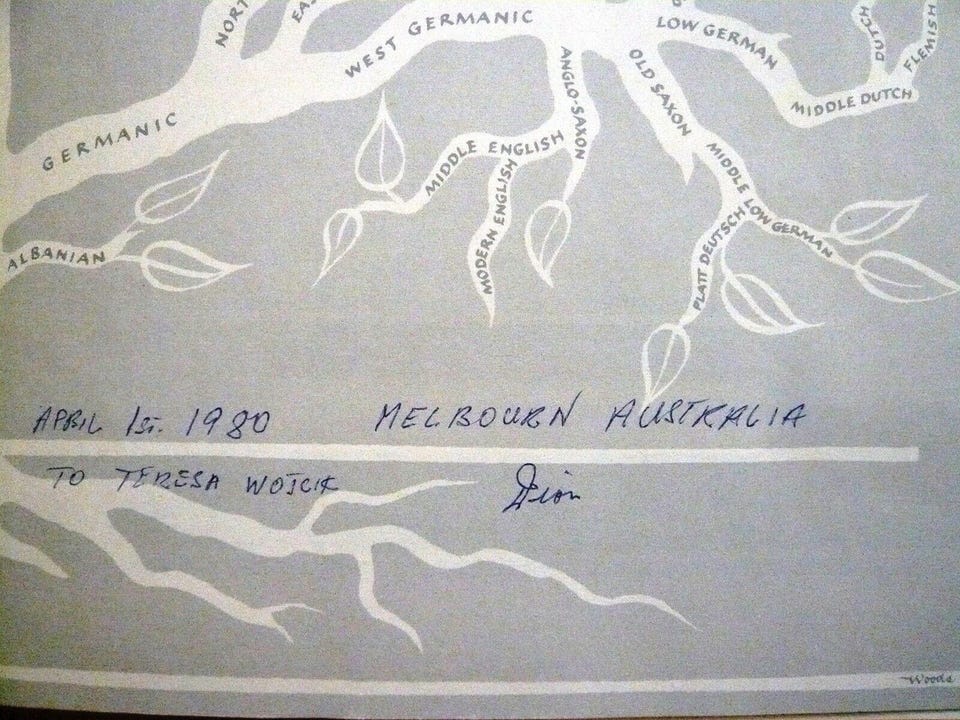 NORT
EAS
WEST GERMANIC
GERMANIC
ALBANIAN
ANGLO-SAXON
MIDDLE ENGLISH
MODERN ENGLISH
LOW GERMAN
OLD SAXON
MIDDLE LOW GERMAN
PLATT DEUTSCH
MIDDLE DUTCH
DUTCH
FLEMISH
APRIL 1ST. 1980 MELBOURN AUSTRALIA
TO TERESA WOJCIK
Woods